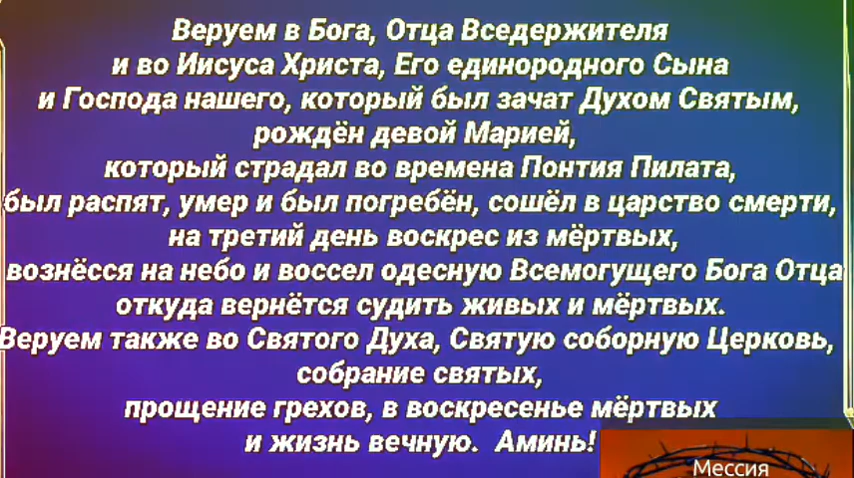 Веруем в Бога, Отца Вседержителя
и во Иисуса Христа, Его единородного Сына
и Господа нашего, который был зачат Духом Святым,
рождён девой Марией,
который страдал во времена Понтия Пилата,
был распят, умер и был погребён, сошёл в царство смерти,
на третий день воскрес из мёртвых,
вознёсся на небо и воссел одесную Всемогущего Бога Отца
откуда вернётся судить живых и мёртвых.
Веруем также во Святого Духа, Святую соборную Церковь,
собрание святых,
прощение грехов, в воскресенье мёртвых
и жизнь вечную. Аминь!
Мессия